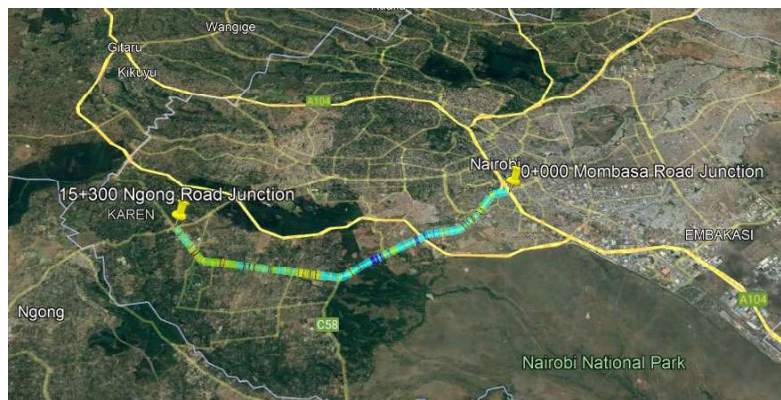 Wangige
Gitaru
Kikuyu
A104
Nairobi
0+000 Mombasa Road Junction
15+300 Ngong Road Junction
KAREN
EMBAKASI
A104
Ngong
C58
Nairobi National Park